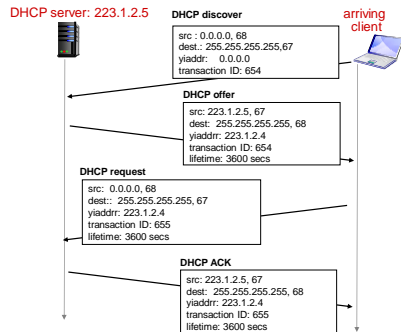 DHCP server: 223.1.2.5
arriving
client
DHCP discover
src : 0.0.0.0, 68
dest.: 255.255.255.255,67
yiaddr: 0.0.0.0
transaction ID: 654
DHCP offer
src: 223.1.2.5, 67
dest: 255.255.255.255, 68
yiaddrr: 223.1.2.4
transaction ID: 654
lifetime: 3600 secs
DHCP request
src: 0.0.0.0, 68
dest:: 255.255.255.255, 67
yiaddrr: 223.1.2.4
transaction ID: 655
lifetime: 3600 secs
DHCP ACK
src: 223.1.2.5, 67
dest: 255.255.255.255, 68
yiaddrr: 223.1.2.4
transaction ID: 655
lifetime: 3600 secs